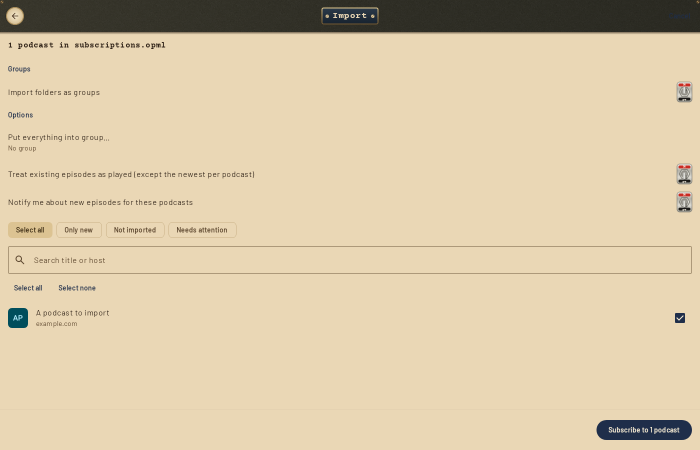 Import
1 podcast in subscriptions.opml
Groups
Import folders as groups
Options
Put everything into group…
No group
Treat existing episodes as played (except the newest per podcast)
Notify me about new episodes for these podcasts
Select all
Only new
Not imported
Needs attention
Search title or host
Select all
Select none
AP
A podcast to import
example.com
Subscribe to 1 podcast